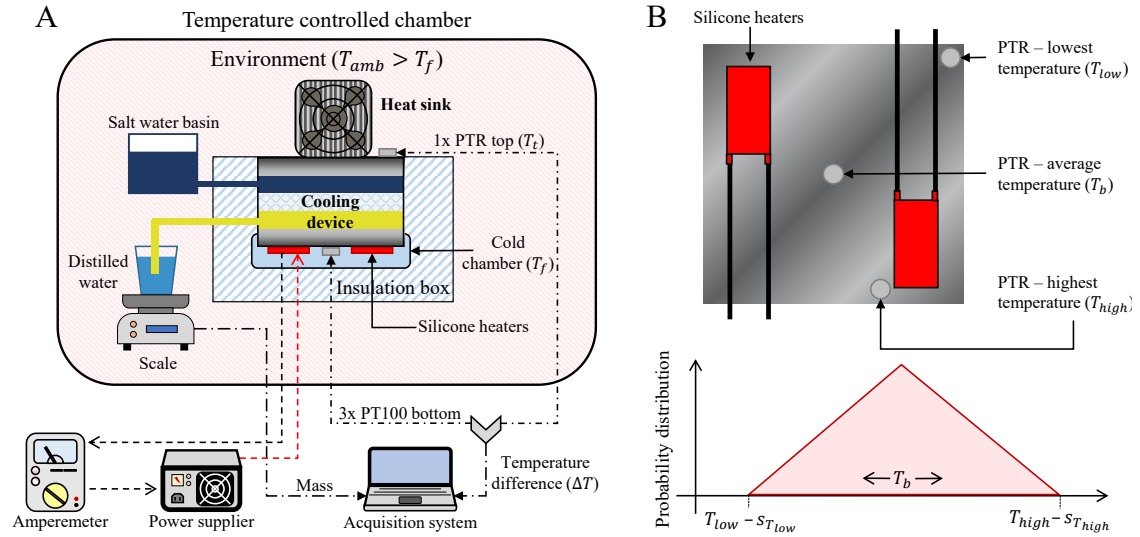 A
Temperature controlled chamber
Environment (T_amb > T_f)
Heat sink
Salt water basin
1x PTR top (T_t)
Cooling
device
Distilled
water
Cold
chamber (T_f)
Insulation box
Silicone heaters
Scale
3x PT100 bottom
Temperature
difference (ΔT)
Mass
Amperemeter
Power supplier
Acquisition system
B
Silicone heaters
PTR – lowest
temperature (T_low)
PTR – average
temperature (T_b)
PTR – highest
temperature (T_high)
Probability distribution
T_b
T_low − s_T_low
T_high − s_T_high